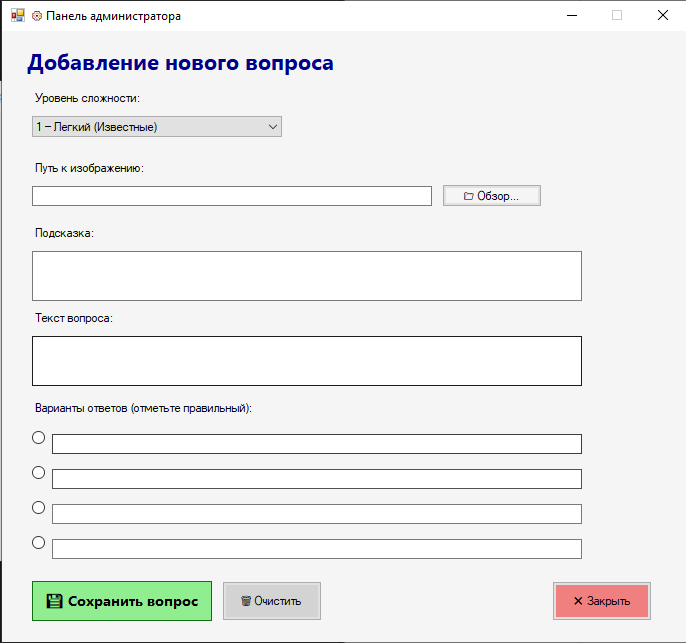 Панель администратора
Добавление нового вопроса
Уровень сложности:
1 – Легкий (Известные)
Путь к изображению:
Обзор...
Подсказка:
Текст вопроса:
Варианты ответов (отметьте правильный):
Сохранить вопрос
Очистить
Закрыть